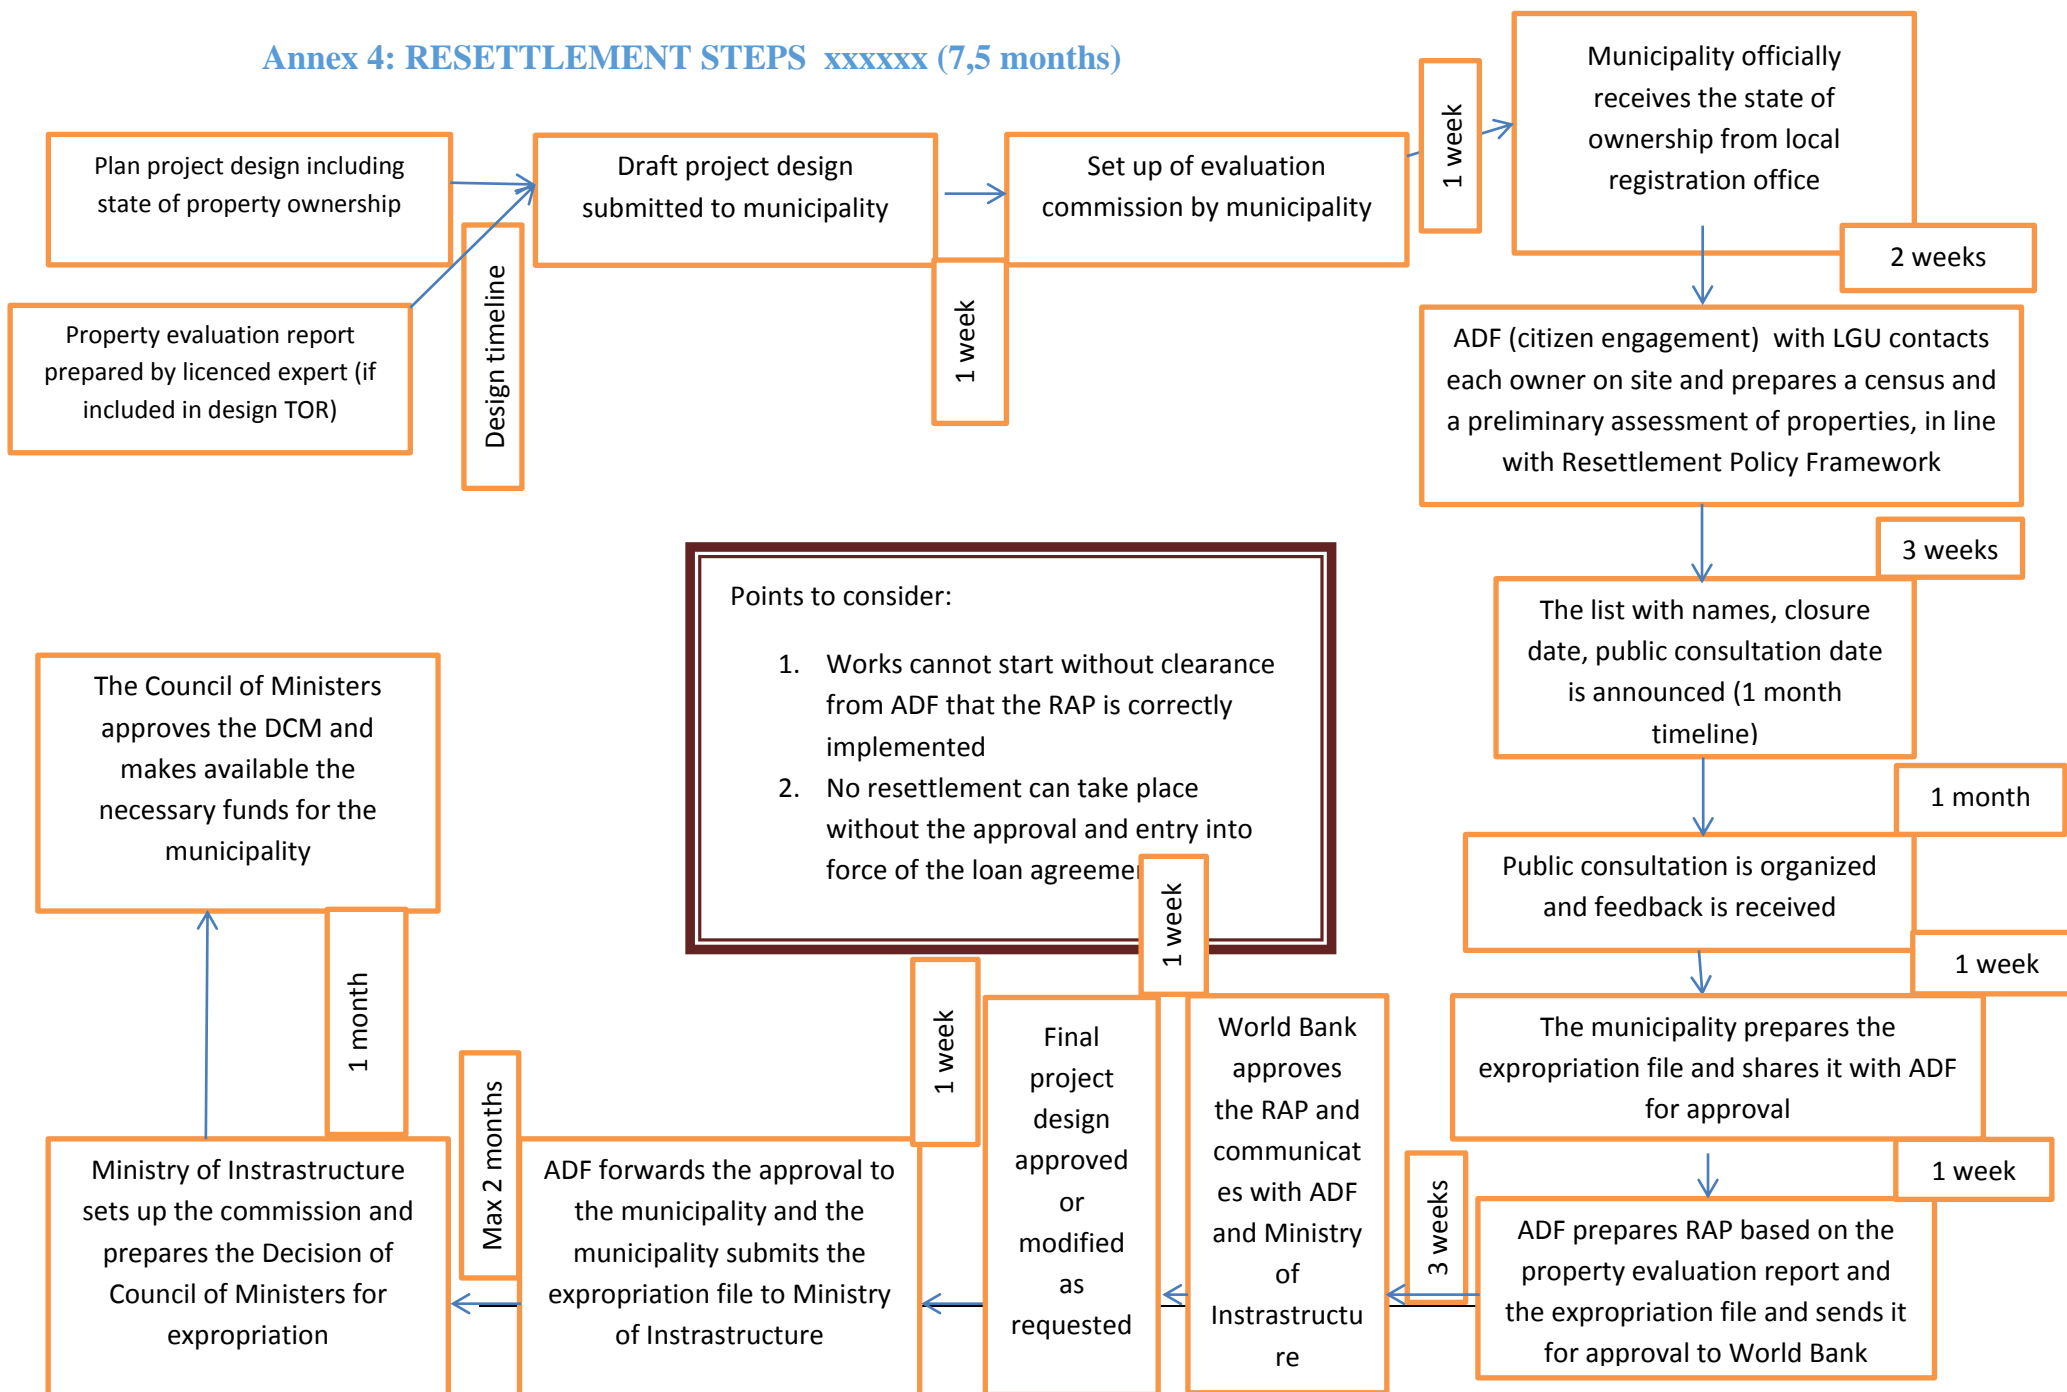 Annex 4: RESETTLEMENT STEPS xxxxxx (7,5 months)
Plan project design including
state of property ownership
Property evaluation report
prepared by licenced expert (if
included in design TOR)
Design timeline
Draft project design
submitted to municipality
1 week
Set up of evaluation
commission by municipality
1 week
Municipality officially
receives the state of
ownership from local
registration office
2 weeks
ADF (citizen engagement) with LGU contacts
each owner on site and prepares a census and
a preliminary assessment of properties, in line
with Resettlement Policy Framework
3 weeks
The list with names, closure
date, public consultation date
is announced (1 month
timeline)
1 month
Public consultation is organized
and feedback is received
1 week
The municipality prepares the
expropriation file and shares it with ADF
for approval
1 week
ADF prepares RAP based on the
property evaluation report and
the expropriation file and sends it
for approval to World Bank
3 weeks
World Bank
approves
the RAP and
communicat
es with ADF
and Ministry
of
Instrastructu
re
1 week
Final
project
design
approved
or
modified
as
requested
1 week
ADF forwards the approval to
the municipality and the
municipality submits the
expropriation file to Ministry
of Instrastructure
Max 2 months
Ministry of Instrastructure
sets up the commission and
prepares the Decision of
Council of Ministers for
expropriation
1 month
The Council of Ministers
approves the DCM and
makes available the
necessary funds for the
municipality
Points to consider:
1. Works cannot start without clearance
from ADF that the RAP is correctly
implemented
2. No resettlement can take place
without the approval and entry into
force of the loan agreemen